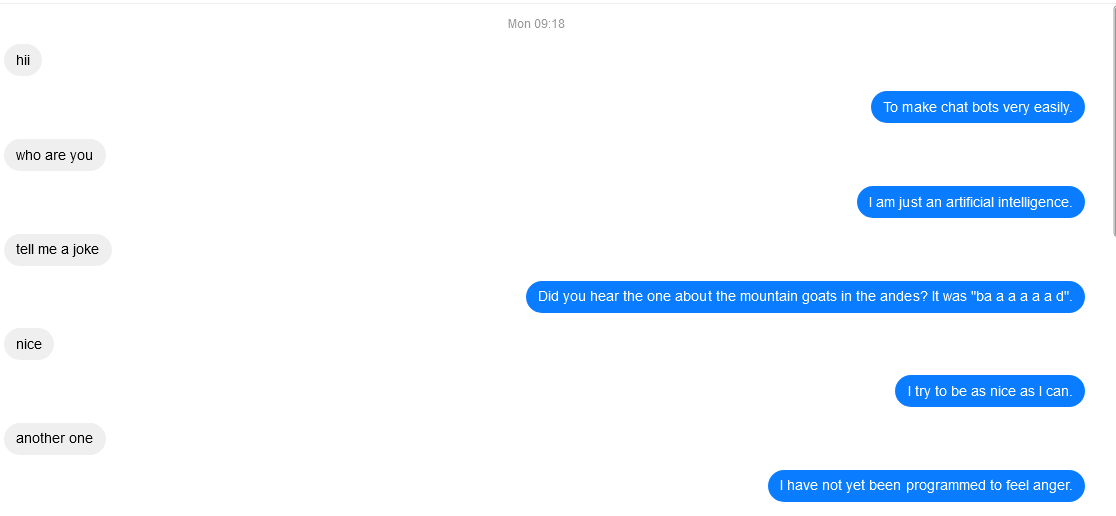 Mon 09:18
hii
To make chat bots very easily.
who are you
I am just an artificial intelligence.
tell me a joke
Did you hear the one about the mountain goats in the andes? It was "ba a a a a a d".
nice
I try to be as nice as I can.
another one
I have not yet been programmed to feel anger.